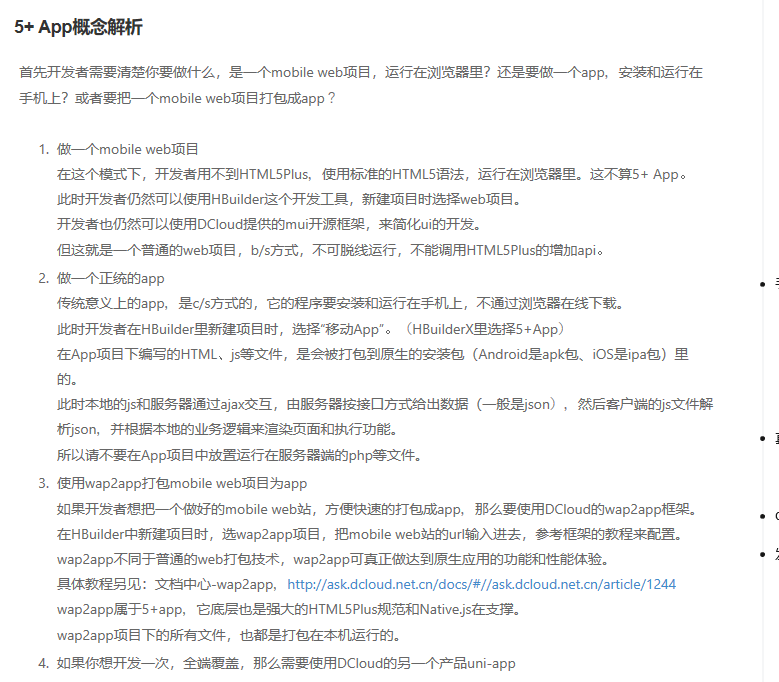 5+ App概念解析
首先开发者需要清楚你要做什么，是一个mobile web项目，运行在浏览器里？还是要做一个app，安装和运行在
手机上？或者要把一个mobile web项目打包成app？
1. 做一个mobile web项目
在这个模式下，开发者用不到HTML5Plus，使用标准的HTML5语法，运行在浏览器里。这不算5+ App。
此时开发者仍然可以使用HBuilder这个开发工具，新建项目时选择web项目。
开发者也仍然可以使用DCloud提供的mui开源框架，来简化ui的开发。
但这就是一个普通的web项目，b/s方式，不可脱线运行，不能调用HTML5Plus的增加api。
2. 做一个正统的app
传统意义上的app，是c/s方式的，它的程序要安装和运行在手机上，不通过浏览器在线下载。
此时开发者在HBuilder里新建项目时，选择“移动App”。（HBuilderX里选择5+App）
在App项目下编写的HTML、js等文件，是会被打包到原生的安装包（Android是apk包、iOS是ipa包）里
的。
此时本地的js和服务器通过ajax交互，由服务器按接口方式给出数据（一般是json），然后客户端的js文件解
析json，并根据本地的业务逻辑来渲染页面和执行功能。
所以请不要在App项目中放置运行在服务器端的php等文件。
3. 使用wap2app打包mobile web项目为app
如果开发者想把一个做好的mobile web站，方便快速的打包成app，那么要使用DCloud的wap2app框架。
在HBuilder中新建项目时，选wap2app项目，把mobile web站的url输入进去，参考框架的教程来配置。
wap2app不同于普通的web打包技术，wap2app可真正做达到原生应用的功能和性能体验。
具体教程另见：文档中心-wap2app，http://ask.dcloud.net.cn/docs/#//ask.dcloud.net.cn/article/1244
wap2app属于5+app，它底层也是强大的HTML5Plus规范和Native.js在支撑。
wap2app项目下的所有文件，也都是打包在本机运行的。
4. 如果你想开发一次，全端覆盖，那么需要使用DCloud的另一个产品uni-app